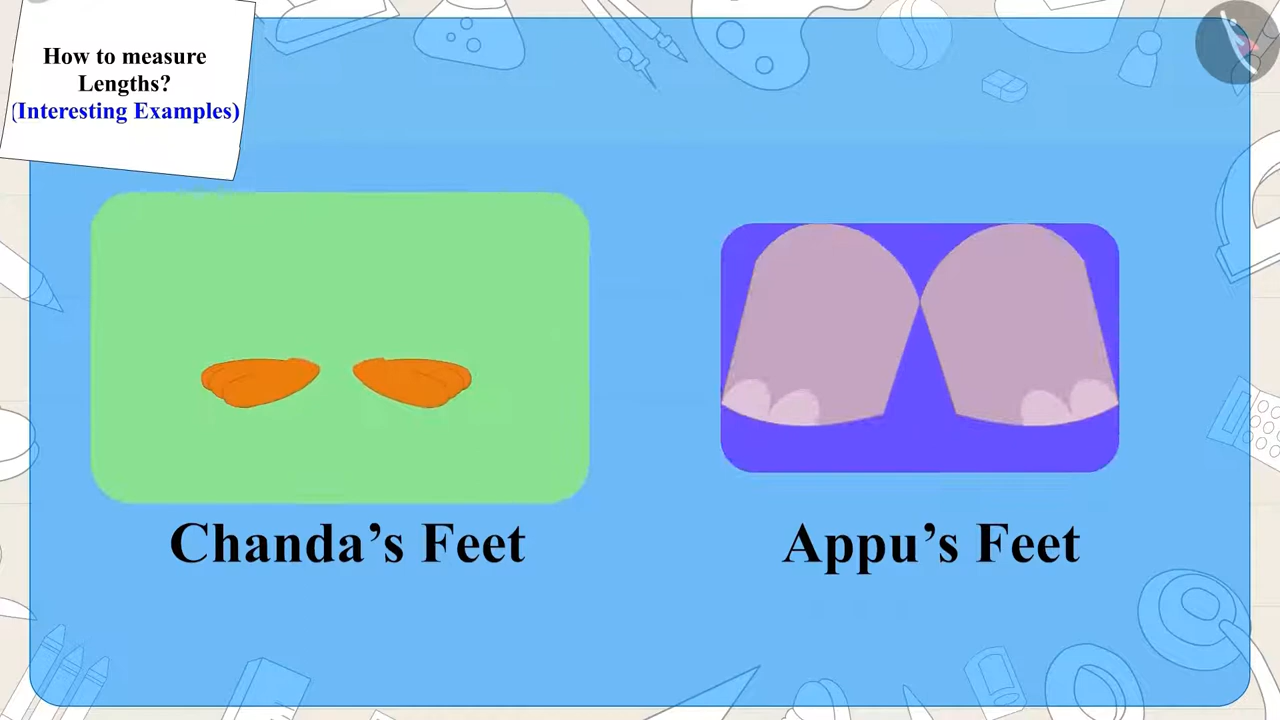 How to measure
Lengths?
(Interesting Examples)
Chanda’s Feet
Appu’s Feet